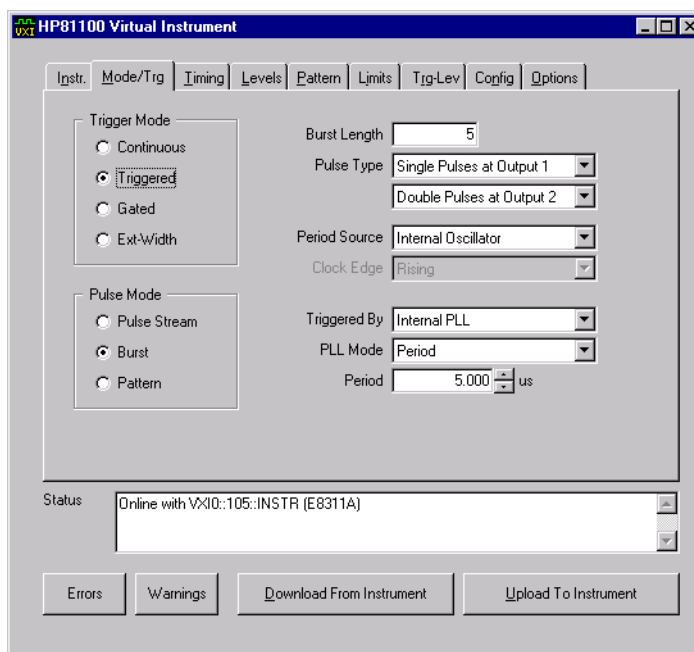 VXI HP81100 Virtual Instrument
Instr. Mode/Trg Timing Levels Pattern Limits Trg-Lev Config Options
Trigger Mode
Continuous
Triggered
Gated
Ext-Width
Pulse Mode
Pulse Stream
Burst
Pattern
Burst Length 5
Pulse Type Single Pulses at Output 1
Double Pulses at Output 2
Period Source Internal Oscillator
Clock Edge Rising
Triggered By Internal PLL
PLL Mode Period
Period 5.000 us
Status Online with VXI0::105::INSTR (E8311A)
Errors Warnings Download From Instrument Upload To Instrument